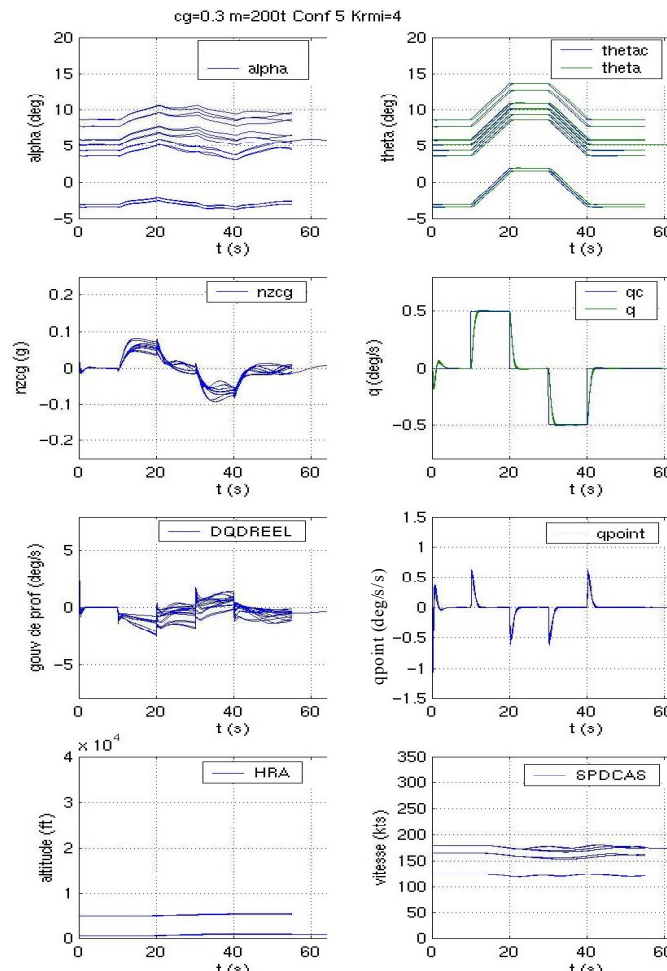 cg=0.3 m=200t Conf 5 Krmi=4
20
15
10
5
0
−5
alpha (deg)
alpha
0 20 40 60
t (s)
20
15
10
5
0
−5
theta (deg)
thetac
theta
0 20 40 60
t (s)
0.2
0.1
0
−0.1
−0.2
nzcg (g)
nzcg
0 20 40 60
t (s)
0.5
0
−0.5
q (deg/s)
qc
q
0 20 40 60
t (s)
5
0
−5
gouv de prof (deg/s)
DQDREEL
0 20 40 60
t (s)
1.5
1
0.5
0
−0.5
−1
−1.5
qpoint (deg/s/s)
qpoint
0 20 40 60
t (s)
× 10⁴
4
3
2
1
0
altitude (ft)
HRA
0 20 40 60
t (s)
350
300
250
200
150
100
50
0
vitesse (kts)
SPDCAS
0 20 40 60
t (s)